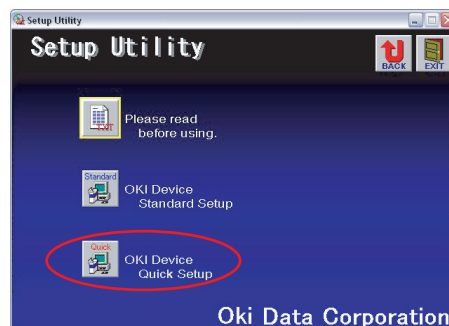 Setup Utility
Setup Utility
BACK
EXIT
TXT
Please read
before using.
Standard
OKI Device
Standard Setup
Quick
OKI Device
Quick Setup
Oki Data Corporation